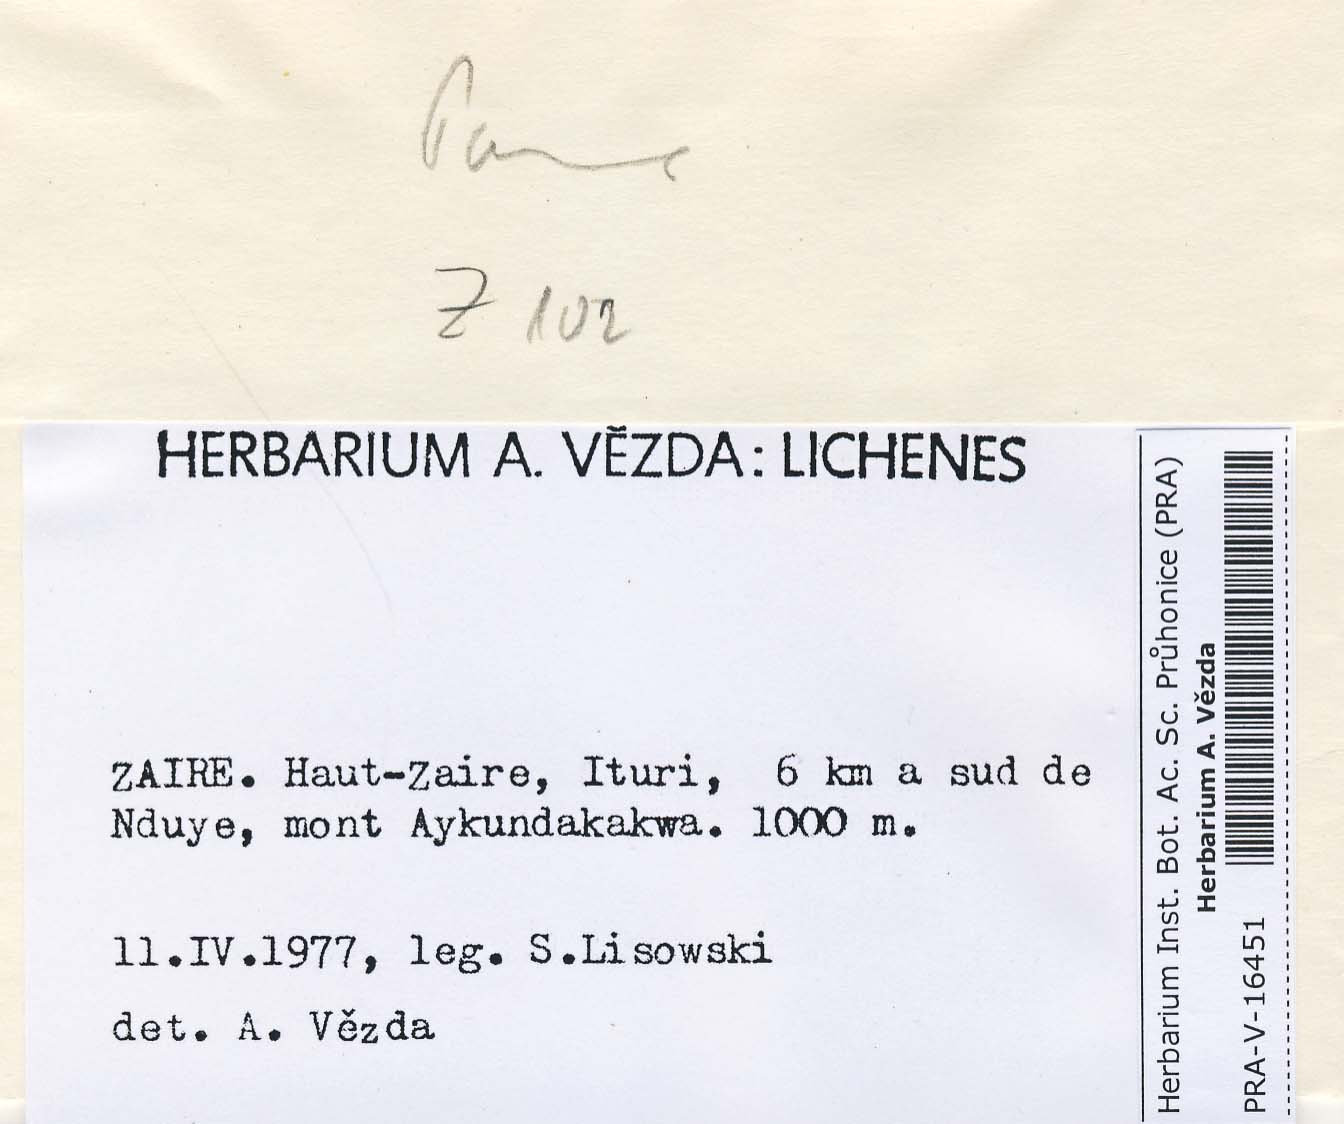 Z 102
HERBARIUM A. VĚZDA: LICHENES
ZAIRE. Haut-Zaire, Ituri, 6 km a sud de
Nduye, mont Aykundakakwa. 1000 m.
11.IV.1977, leg. S.Lisowski
det. A. Vězda
Herbarium Inst. Bot. Ac. Sc. Průhonice (PRA)
Herbarium A. Vězda
PRA-V-16451